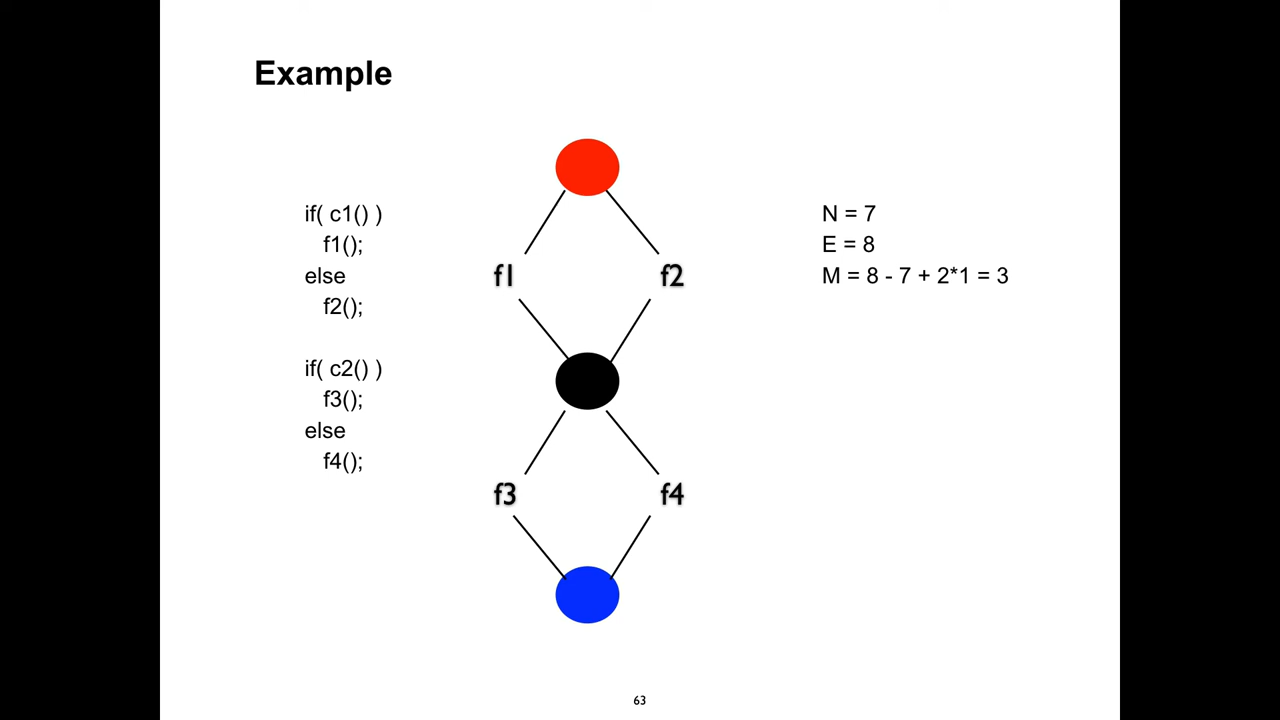 Example
if( c1() )
f1();
else
f2();
if( c2() )
f3();
else
f4();
f1
f2
f3
f4
N = 7
E = 8
M = 8 - 7 + 2*1 = 3
63